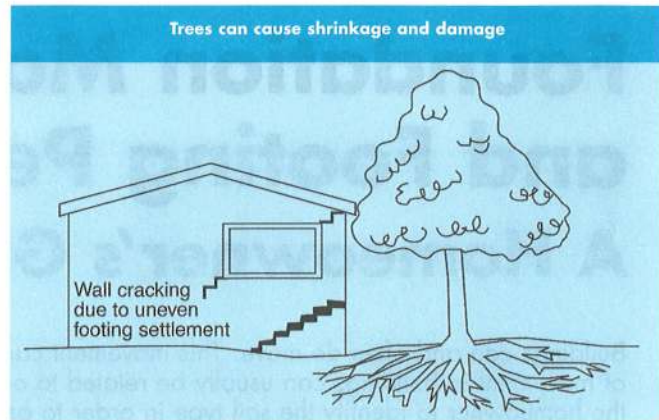 Trees can cause shrinkage and damage
Wall cracking
due to uneven
footing settlement